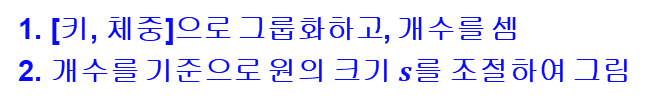 1. [키, 체중]으로 그룹화하고, 개수를 셈
2. 개수를 기준으로 원의 크기 s를 조절하여 그림